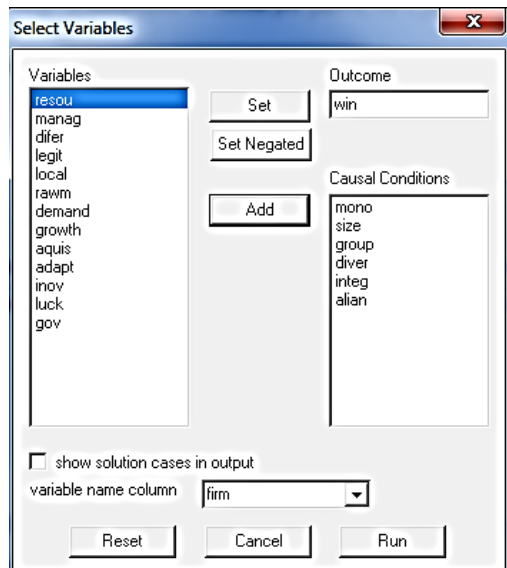 Select Variables
x
Variables
resou
manag
difer
legit
local
rawm
demand
growth
aquis
adapt
inov
luck
gov
Set
Set Negated
Add
Outcome
win
Causal Conditions
mono
size
group
diver
integ
alian
show solution cases in output
variable name column firm
Reset Cancel Run